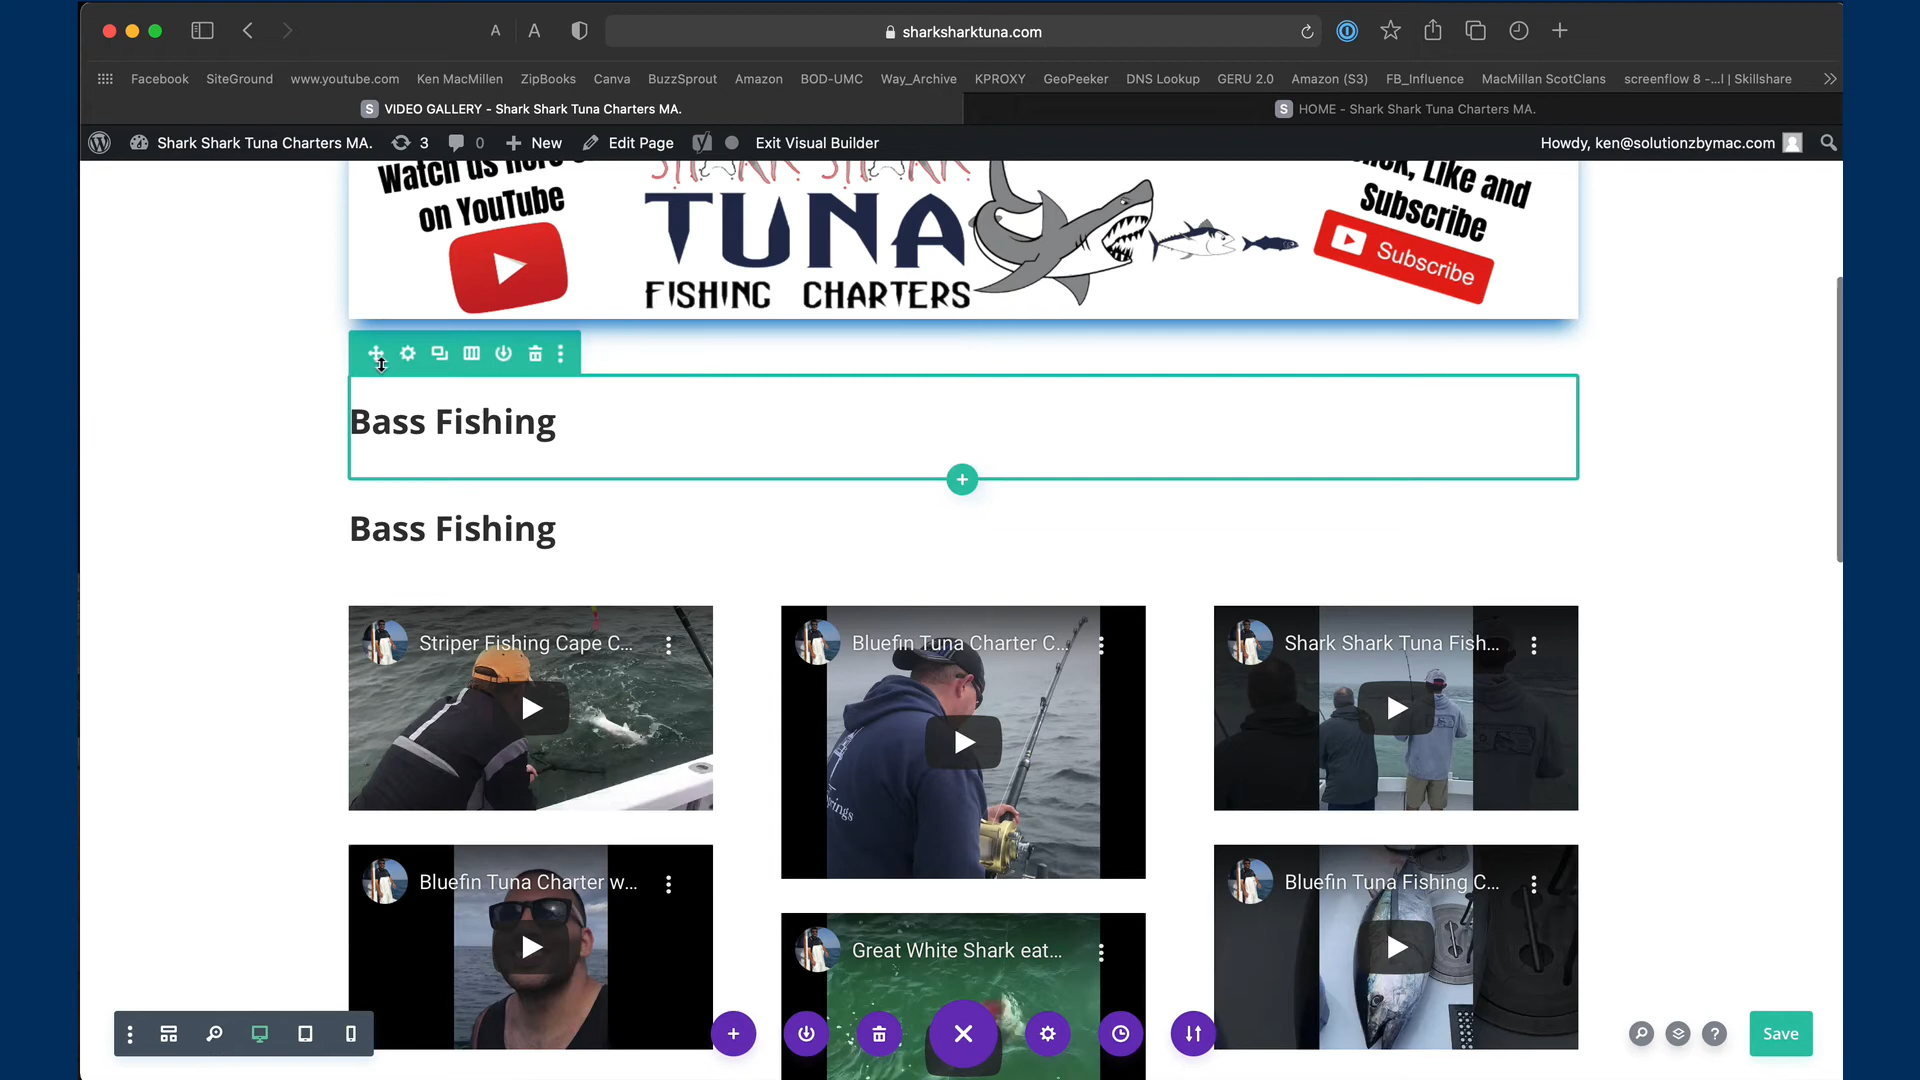 sharksharktuna.com
Facebook SiteGround www.youtube.com Ken MacMillen ZipBooks Canva BuzzSprout Amazon BOD-UMC Way_Archive KPROXY GeoPeeker DNS Lookup GERU 2.0 Amazon (S3) FB_Influence MacMillan ScotClans screenflow 8 -...l | Skillshare
VIDEO GALLERY - Shark Shark Tuna Charters MA.
HOME - Shark Shark Tuna Charters MA.
Shark Shark Tuna Charters MA. 3 0 New Edit Page Exit Visual Builder
Howdy, ken@solutionzbymac.com
Watch us here
on YouTube
SHARK SHARK
TUNA
FISHING CHARTERS
Like and
Subscribe
Subscribe
Bass Fishing
Bass Fishing
Striper Fishing Cape C...
Bluefin Tuna Charter C...
Shark Shark Tuna Fish...
Bluefin Tuna Charter w...
Great White Shark eat...
Bluefin Tuna Fishing C...
Save